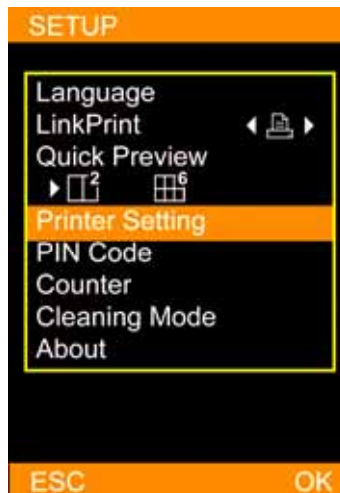 SETUP
Language
LinkPrint
Quick Preview
2 6
Printer Setting
PIN Code
Counter
Cleaning Mode
About
ESC OK